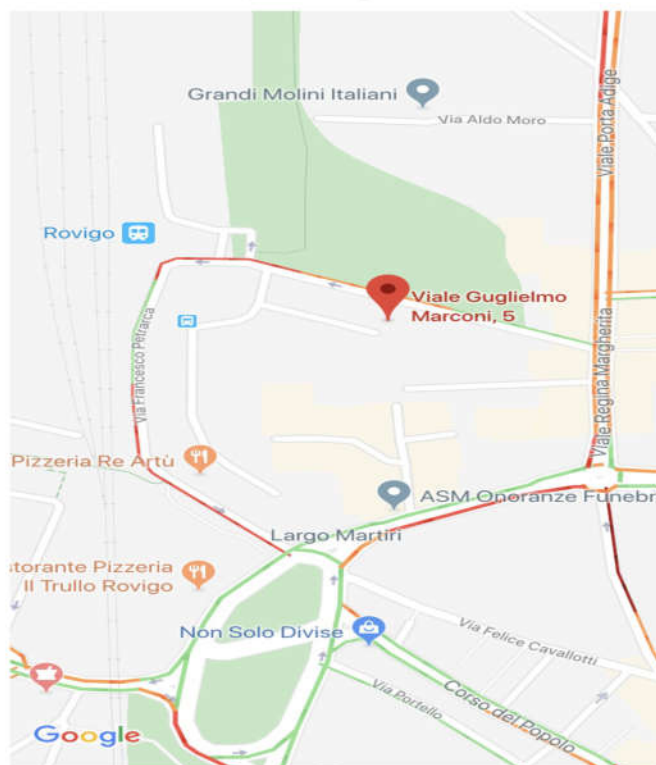 Grandi Molini Italiani
Via Aldo Moro
Viale Porta Adige
Rovigo
Viale Guglielmo
Marconi, 5
Via Francesco Petrarca
Viale Regina Margherita
Pizzeria Re Artù
ASM Onoranze Funebr
Largo Martiri
storante Pizzeria
Il Trullo Rovigo
Non Solo Divise
Via Felice Cavallotti
Via Portello
Corso del Popolo
Google